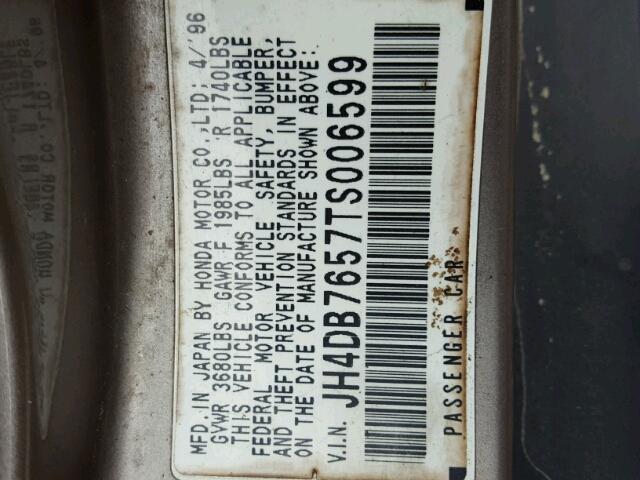 MFD. IN JAPAN BY HONDA MOTOR CO.,LTD; 4/'96
GVWR 3680LBS GAWR F 1985LBS R 1740LBS
THIS VEHICLE CONFORMS TO ALL APPLICABLE
FEDERAL MOTOR VEHICLE SAFETY, BUMPER,
AND THEFT PREVENTION STANDARDS IN EFFECT
ON THE DATE OF MANUFACTURE SHOWN ABOVE:
V.I.N. JH4DB7657TS006599
PASSENGER CAR